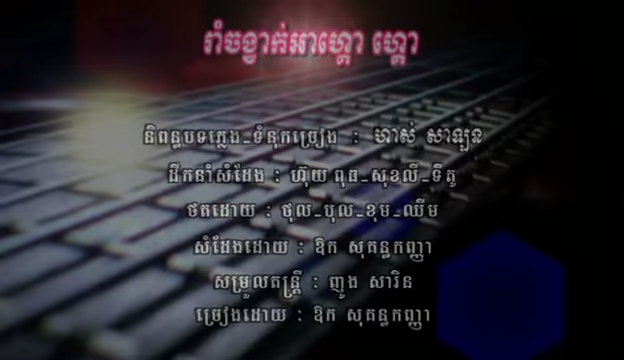 រាំចង្វាក់អាហ្គោ ហ្គោ
និពន្ធបទភ្លេង_ទំនុកច្រៀង : ហាស់ សាឡន
ដឹកនាំសំដែង : ហ៊ុយ ពុធ_សុខលី_ទីតូ
ថតដោយ : ថុល_បុល_ខុម_ឈឹម
សំដែងដោយ : ឱក សុគន្ធកញ្ញា
សម្រួលតន្ត្រី : ញូង សារិន
ច្រៀងដោយ : ឱក សុគន្ធកញ្ញា